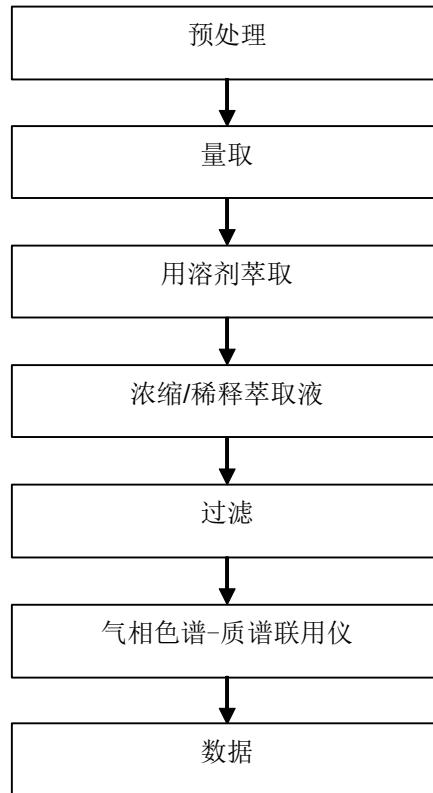 预处理
量取
用溶剂萃取
浓缩/稀释萃取液
过滤
气相色谱-质谱联用仪
数据